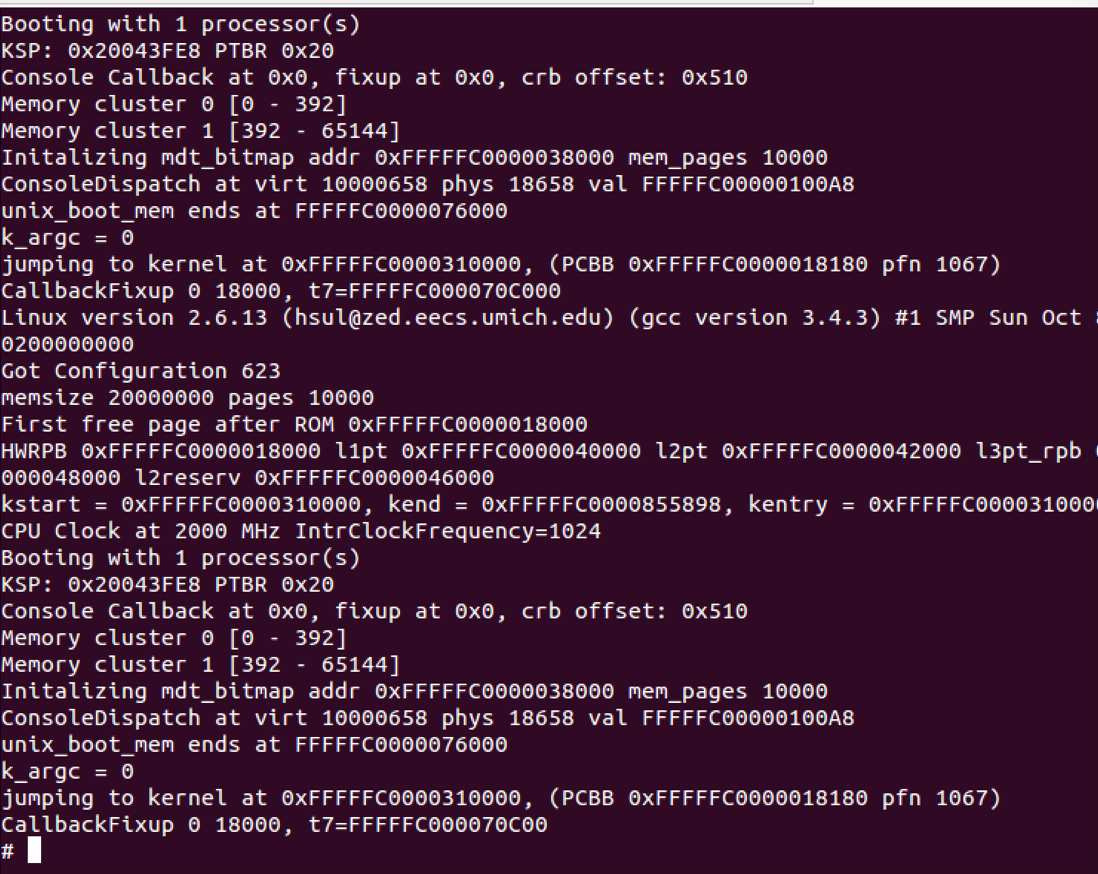 Booting with 1 processor(s)
KSP: 0x20043FE8 PTBR 0x20
Console Callback at 0x0, fixup at 0x0, crb offset: 0x510
Memory cluster 0 [0 - 392]
Memory cluster 1 [392 - 65144]
Initalizing mdt_bitmap addr 0xFFFFFC0000038000 mem_pages 10000
ConsoleDispatch at virt 10000658 phys 18658 val FFFFFC00000100A8
unix_boot_mem ends at FFFFFC0000076000
k_argc = 0
jumping to kernel at 0xFFFFFC0000310000, (PCBB 0xFFFFFC0000018180 pfn 1067)
CallbackFixup 0 18000, t7=FFFFFC000070C000
Linux version 2.6.13 (hsul@zed.eecs.umich.edu) (gcc version 3.4.3) #1 SMP Sun Oct
0200000000
Got Configuration 623
memsize 20000000 pages 10000
First free page after ROM 0xFFFFFC0000018000
HWRPB 0xFFFFFC0000018000 l1pt 0xFFFFFC0000040000 l2pt 0xFFFFFC0000042000 l3pt_rpb
000048000 l2reserv 0xFFFFFC0000046000
kstart = 0xFFFFFC0000310000, kend = 0xFFFFFC0000855898, kentry = 0xFFFFFC000031000
CPU Clock at 2000 MHz IntrClockFrequency=1024
Booting with 1 processor(s)
KSP: 0x20043FE8 PTBR 0x20
Console Callback at 0x0, fixup at 0x0, crb offset: 0x510
Memory cluster 0 [0 - 392]
Memory cluster 1 [392 - 65144]
Initalizing mdt_bitmap addr 0xFFFFFC0000038000 mem_pages 10000
ConsoleDispatch at virt 10000658 phys 18658 val FFFFFC00000100A8
unix_boot_mem ends at FFFFFC0000076000
k_argc = 0
jumping to kernel at 0xFFFFFC0000310000, (PCBB 0xFFFFFC0000018180 pfn 1067)
CallbackFixup 0 18000, t7=FFFFFC000070C00
#